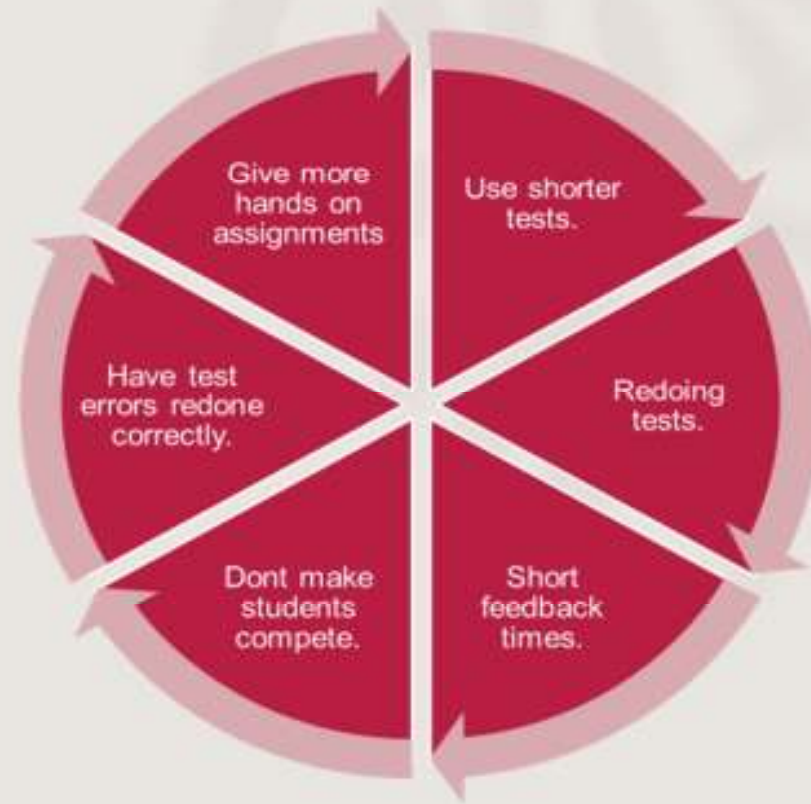 Use shorter
tests.
Redoing
tests.
Short
feedback
times.
Dont make
students
compete.
Have test
errors redone
correctly.
Give more
hands on
assignments